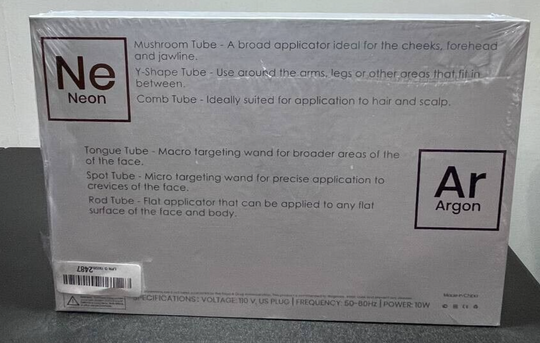 Ne
Neon
Mushroom Tube - A broad applicator ideal for the cheeks, forehead
and jawline.
Y-Shape Tube - Use around the arms, legs or other areas that fit in
between.
Comb Tube - Ideally suited for application to hair and scalp.
Tongue Tube - Macro targeting wand for broader areas of the
of the face.
Spot Tube - Micro targeting wand for precise application to
crevices of the face.
Rod Tube - Flat applicator that can be applied to any flat
surface of the face and body.
Ar
Argon
2487
Made in China
SPECIFICATIONS: VOLTAGE: 110 V, US PLUG | FREQUENCY: 50-60Hz | POWER: 10W